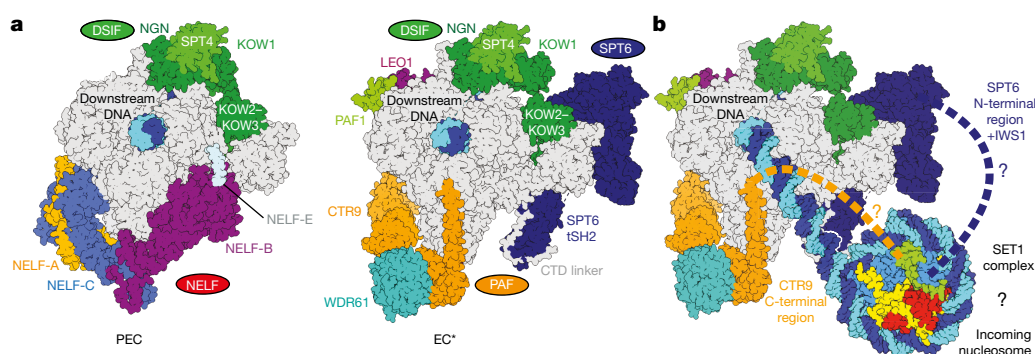 a
DSIF
NGN
SPT4
KOW1
Downstream
DNA
KOW2–
KOW3
NELF-E
NELF-B
NELF-A
NELF-C
NELF
PEC
DSIF
NGN
SPT4
KOW1
SPT6
LEO1
PAF1
Downstream
DNA
KOW2–
KOW3
CTR9
SPT6
tSH2
CTD linker
WDR61
PAF
EC*
b
Downstream
DNA
SPT6
N-terminal
region
+IWS1
?
?
CTR9
C-terminal
region
SET1
complex
?
Incoming
nucleosome